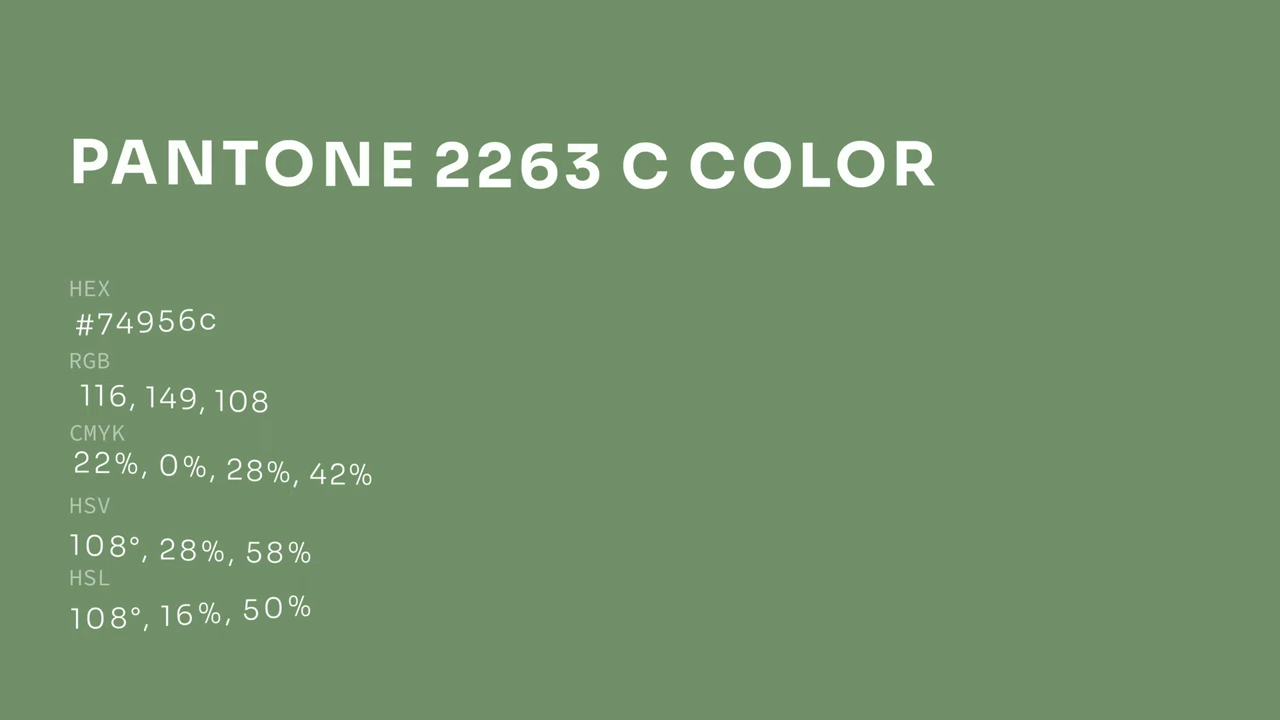 PANTONE 2263 C COLOR
HEX
#74956c
RGB
116, 149, 108
CMYK
22%, 0%, 28%, 42%
HSV
108°, 28%, 58%
HSL
108°, 16%, 50%